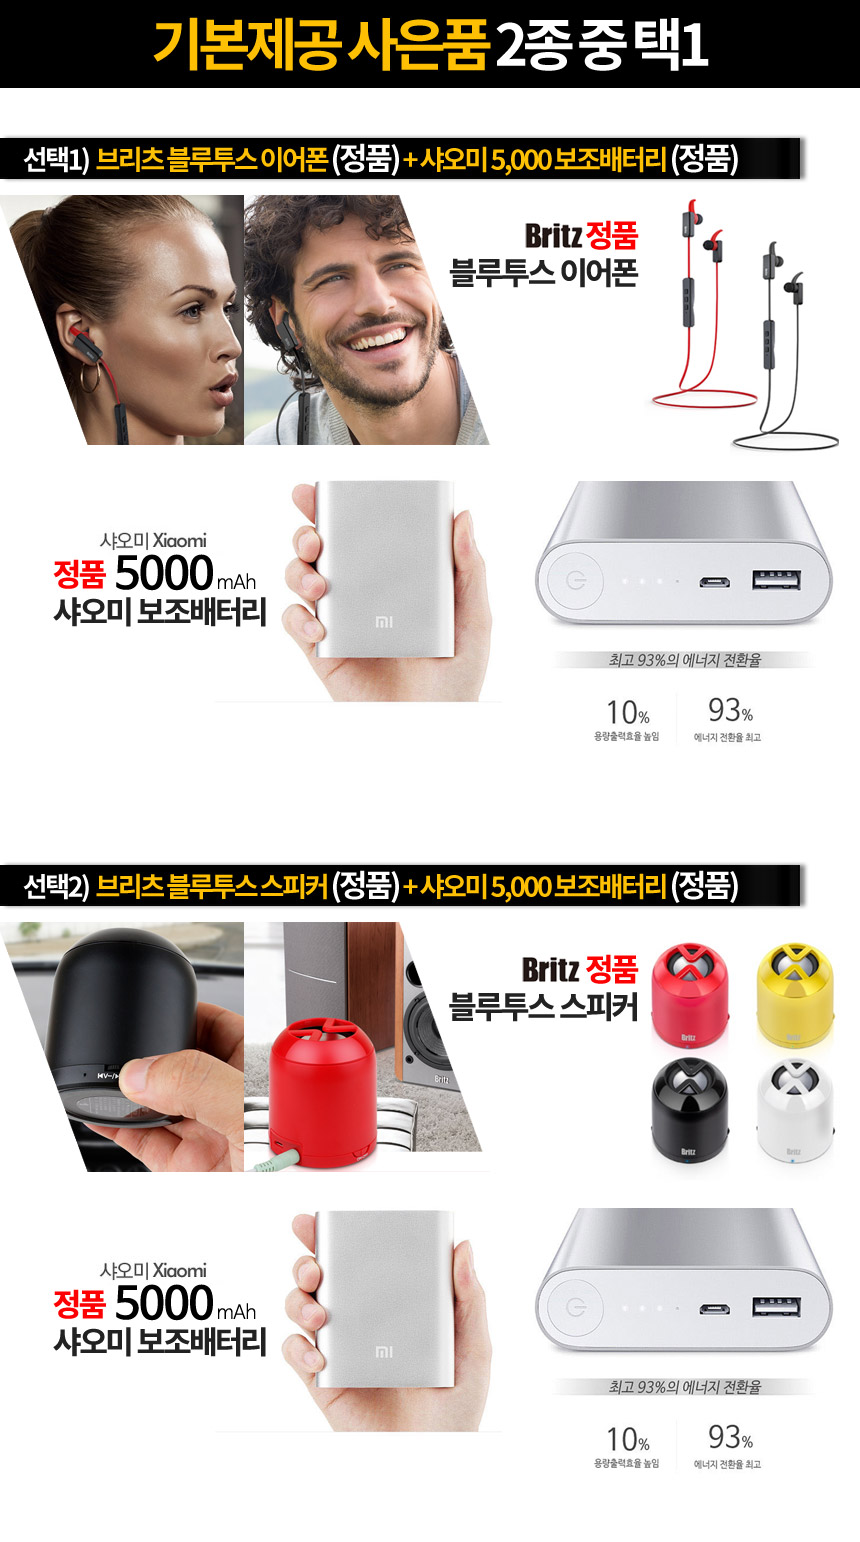 기본제공 사은품 2종 중 택1
선택1) 브리츠 블루투스 이어폰 (정품) + 샤오미 5,000 보조배터리 (정품)
Britz 정품
블루투스 이어폰
샤오미 Xiaomi
정품 5000 mAh
샤오미 보조배터리
mi
최고 93%의 에너지 전환율
10% 93%
용량출력효율 높임 에너지 전환율 최고
선택2) 브리츠 블루투스 스피커 (정품) + 샤오미 5,000 보조배터리 (정품)
Britz 정품
블루투스 스피커
Britz
Britz
Britz
Britz
Britz
샤오미 Xiaomi
정품 5000 mAh
샤오미 보조배터리
mi
최고 93%의 에너지 전환율
10% 93%
용량출력효율 높임 에너지 전환율 최고